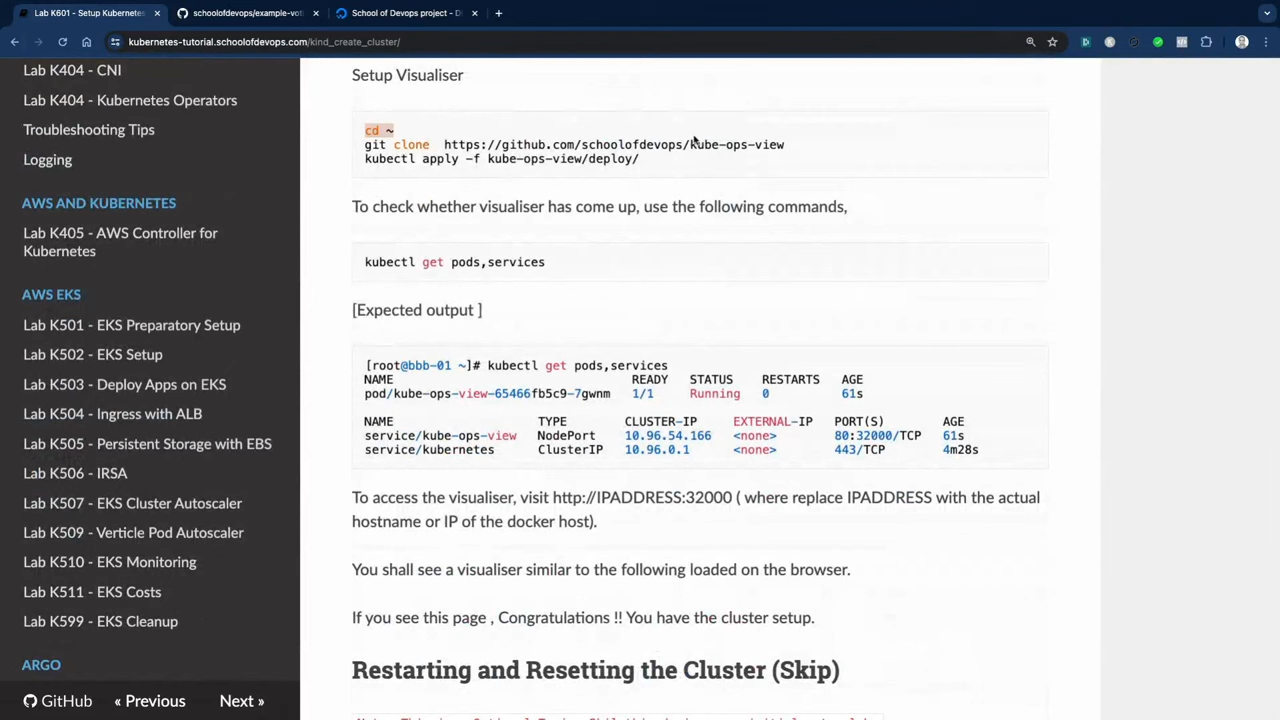 Lab K601 - Setup Kubernetes
schoolofdevops/example-vot
School of Devops project - D
kubernetes-tutorial.schoolofdevops.com/kind_create_cluster/
Lab K404 - CNI
Lab K404 - Kubernetes Operators
Troubleshooting Tips
Logging
AWS AND KUBERNETES
Lab K405 - AWS Controller for
Kubernetes
AWS EKS
Lab K501 - EKS Preparatory Setup
Lab K502 - EKS Setup
Lab K503 - Deploy Apps on EKS
Lab K504 - Ingress with ALB
Lab K505 - Persistent Storage with EBS
Lab K506 - IRSA
Lab K507 - EKS Cluster Autoscaler
Lab K509 - Verticle Pod Autoscaler
Lab K510 - EKS Monitoring
Lab K511 - EKS Costs
Lab K599 - EKS Cleanup
ARGO
GitHub « Previous Next »
Setup Visualiser
cd ~
git clone https://github.com/schoolofdevops/kube-ops-view
kubectl apply -f kube-ops-view/deploy/
To check whether visualiser has come up, use the following commands,
kubectl get pods,services
[Expected output ]
[root@bbb-01 ~]# kubectl get pods,services
NAME READY STATUS RESTARTS AGE
pod/kube-ops-view-65466fb5c9-7gwnm 1/1 Running 0 61s
NAME TYPE CLUSTER-IP EXTERNAL-IP PORT(S) AGE
service/kube-ops-view NodePort 10.96.54.166 <none> 80:32000/TCP 61s
service/kubernetes ClusterIP 10.96.0.1 <none> 443/TCP 4m28s
To access the visualiser, visit http://IPADDRESS:32000 ( where replace IPADDRESS with the actual
hostname or IP of the docker host).
You shall see a visualiser similar to the following loaded on the browser.
If you see this page , Congratulations !! You have the cluster setup.
Restarting and Resetting the Cluster (Skip)